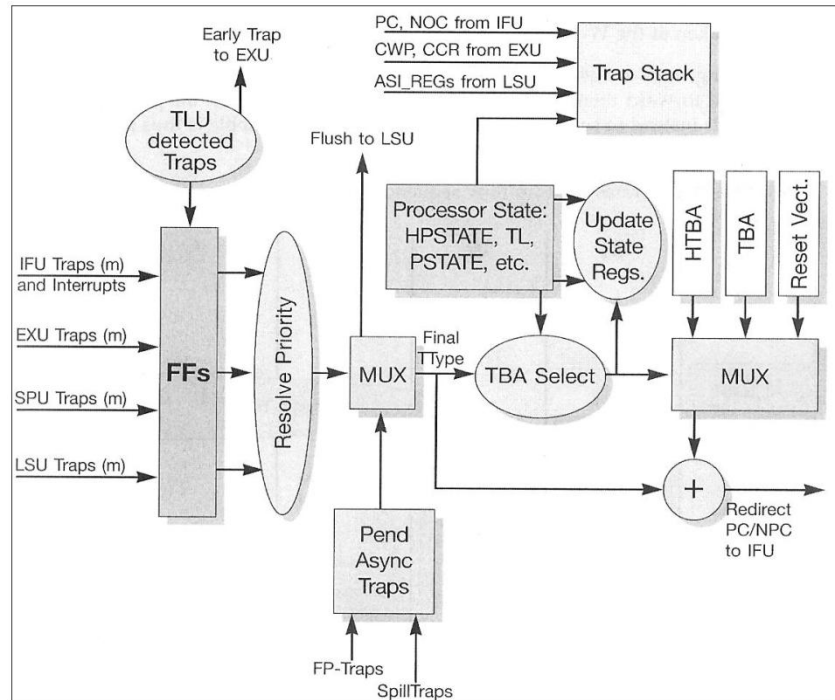 Early Trap
to EXU
PC, NOC from IFU
CWP, CCR from EXU
ASI_REGs from LSU
Trap Stack
TLU
detected
Traps
Flush to LSU
Processor State:
HPSTATE, TL,
PSTATE, etc.
Update
State
Regs.
HTBA
TBA
Reset Vect.
IFU Traps (m)
and Interrupts
EXU Traps (m)
SPU Traps (m)
LSU Traps (m)
FFs
Resolve Priority
MUX
Final
TType
TBA Select
MUX
+
Redirect
PC/NPC
to IFU
Pend
Async
Traps
FP-Traps
SpillTraps